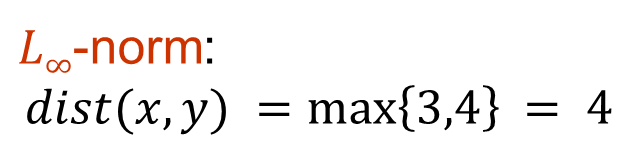 L∞-norm:
dist(x,y) = max{3,4} = 4